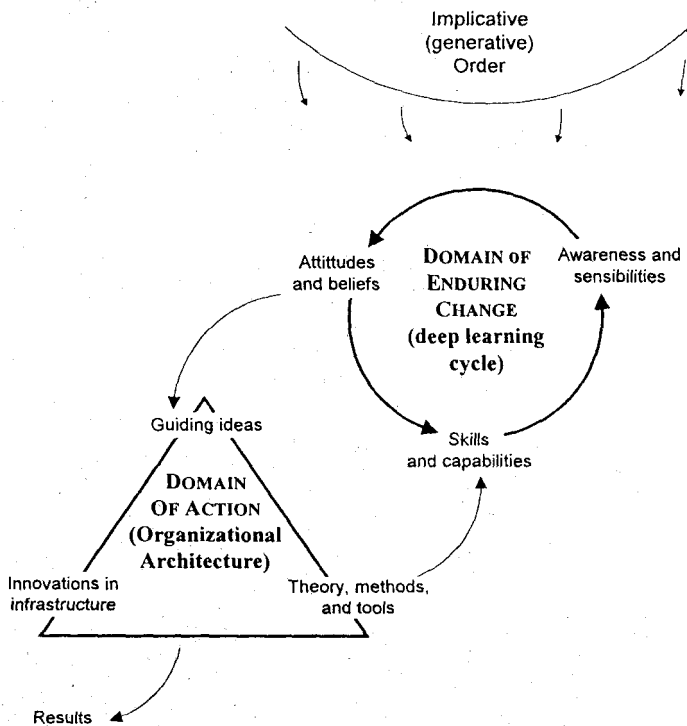 Implicative
(generative)
Order
Attittudes
and beliefs
DOMAIN OF
ENDURING
CHANGE
(deep learning
cycle)
Awareness and
sensibilities
Skills
and capabilities
Guiding ideas
DOMAIN
OF ACTION
(Organizational
Architecture)
Innovations in
infrastructure
Theory, methods,
and tools
Results